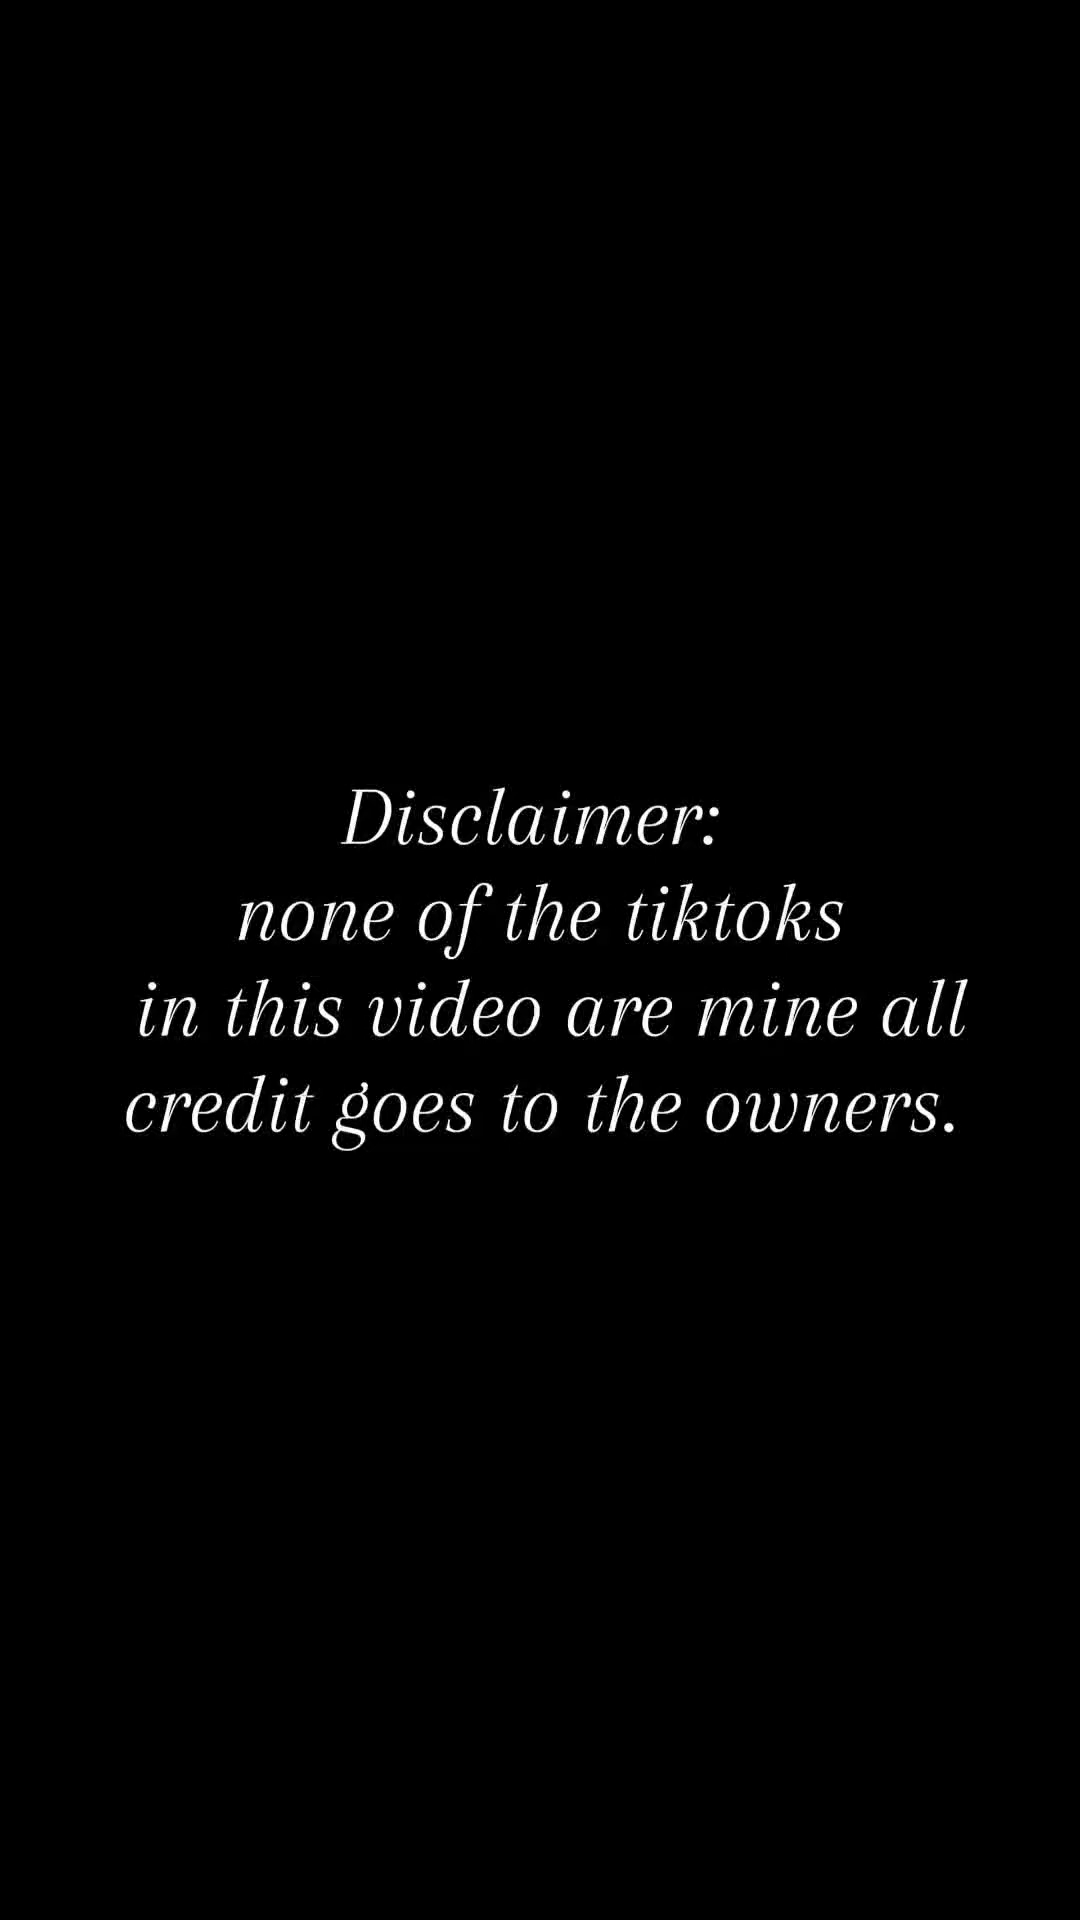 Disclaimer:
none of the tiktoks
in this video are mine all
credit goes to the owners.